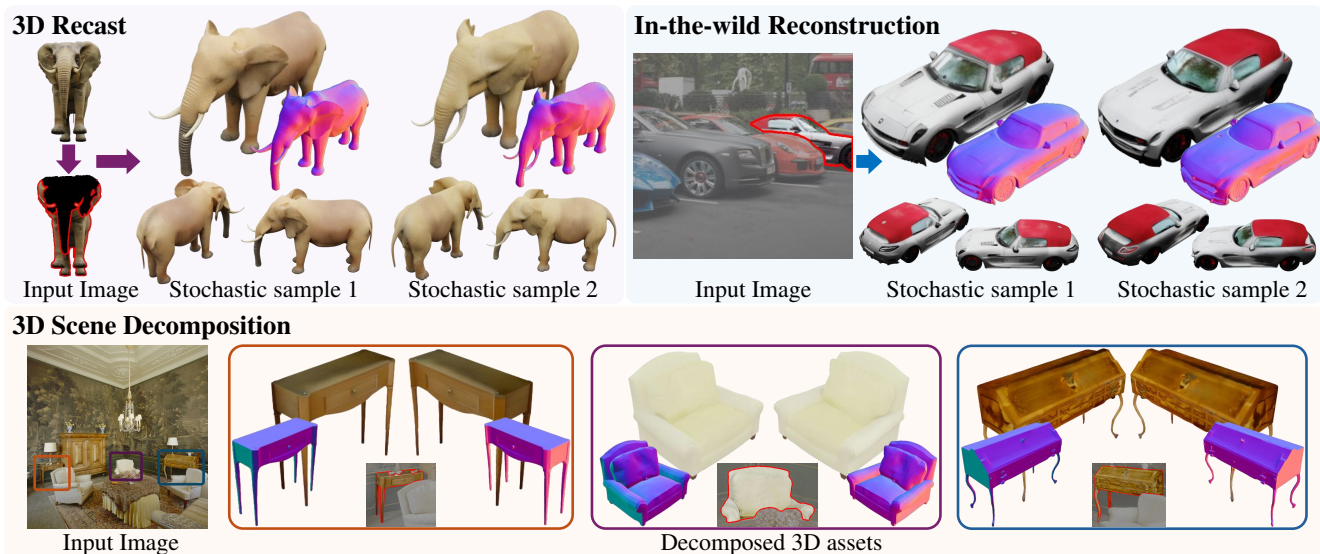 3D Recast
Input Image
Stochastic sample 1
Stochastic sample 2
In-the-wild Reconstruction
Input Image
Stochastic sample 1
Stochastic sample 2
3D Scene Decomposition
Input Image
Decomposed 3D assets